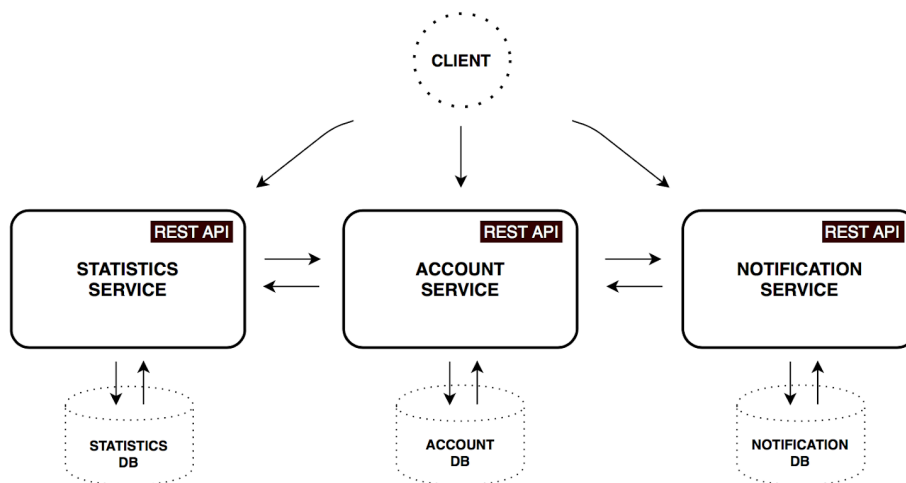 CLIENT
REST API
STATISTICS
SERVICE
REST API
ACCOUNT
SERVICE
REST API
NOTIFICATION
SERVICE
STATISTICS
DB
ACCOUNT
DB
NOTIFICATION
DB